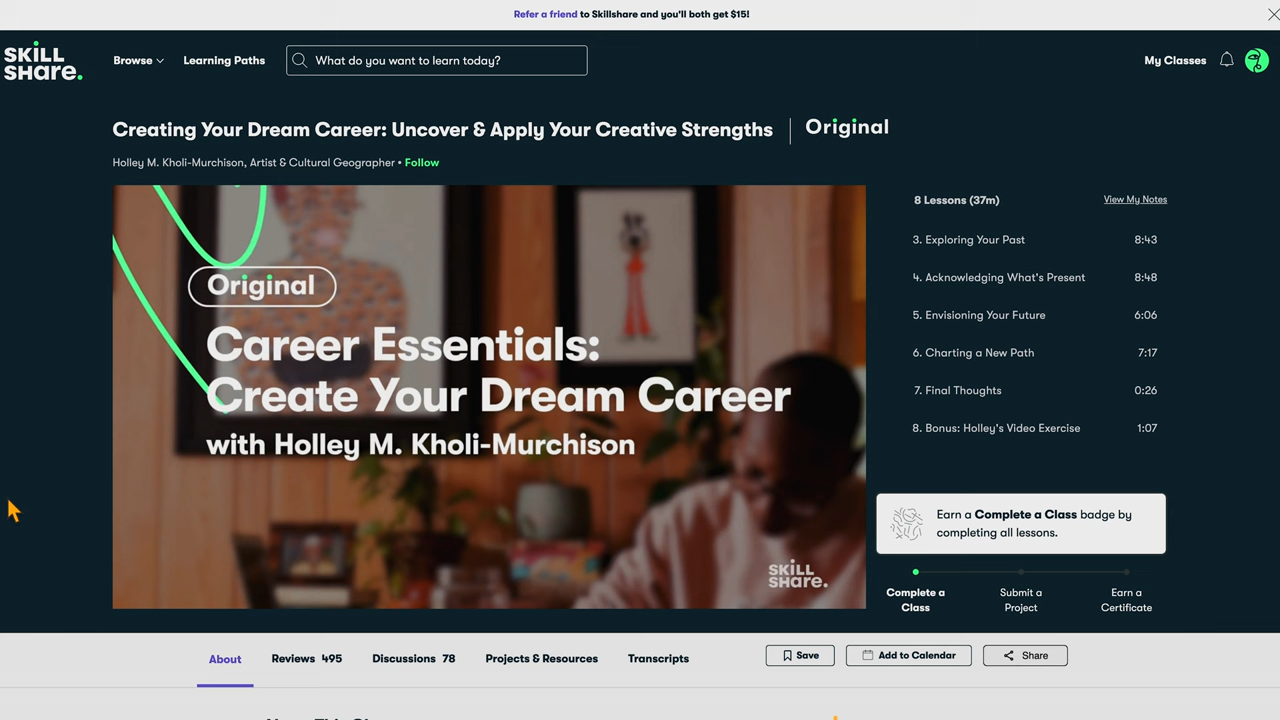 Refer a friend to Skillshare and you'll both get $15!
SKILL
SHARE.
Browse
Learning Paths
What do you want to learn today?
My Classes
Creating Your Dream Career: Uncover & Apply Your Creative Strengths
Original
Holley M. Kholi-Murchison, Artist & Cultural Geographer • Follow
Original
Career Essentials:
Create Your Dream Career
with Holley M. Kholi-Murchison
SKILL
SHARE.
8 Lessons (37m)
View My Notes
3. Exploring Your Past 8:43
4. Acknowledging What's Present 8:48
5. Envisioning Your Future 6:06
6. Charting a New Path 7:17
7. Final Thoughts 0:26
8. Bonus: Holley's Video Exercise 1:07
Earn a Complete a Class badge by
completing all lessons.
Complete a
Class
Submit a
Project
Earn a
Certificate
About
Reviews 495
Discussions 78
Projects & Resources
Transcripts
Save
Add to Calendar
Share